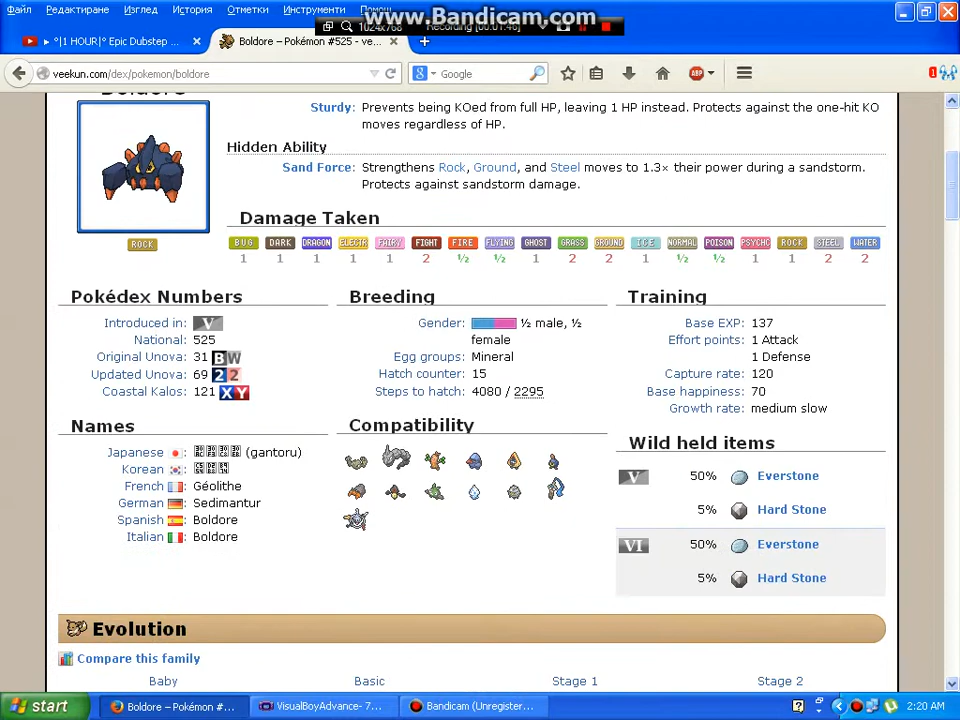 Файл Редактирование Изглед История Отметки Инструменти Помощ
www.Bandicam.com
1024x768 Recording [00:01:46]
°|1 HOUR|° Epic Dubstep ... Boldore – Pokémon #525 - ve...
veekun.com/dex/pokemon/boldore Google ABP 1
Boldore
Sturdy: Prevents being KOed from full HP, leaving 1 HP instead. Protects against the one-hit KO
moves regardless of HP.
Hidden Ability
Sand Force: Strengthens Rock, Ground, and Steel moves to 1.3× their power during a sandstorm.
Protects against sandstorm damage.
ROCK
Damage Taken
BUG DARK DRAGON ELECTR FAIRY FIGHT FIRE FLYING GHOST GRASS GROUND ICE NORMAL POISON PSYCHC ROCK STEEL WATER
1 1 1 1 1 2 ½ ½ 1 2 2 1 ½ ½ 1 1 2 2
Pokédex Numbers
Introduced in: V
National: 525
Original Unova: 31 B W
Updated Unova: 69 2 2
Coastal Kalos: 121 X Y
Breeding
Gender: ½ male, ½
female
Egg groups: Mineral
Hatch counter: 15
Steps to hatch: 4080 / 2295
Training
Base EXP: 137
Effort points: 1 Attack
1 Defense
Capture rate: 120
Base happiness: 70
Growth rate: medium slow
Names
Japanese : (gantoru)
Korean :
French : Géolithe
German : Sedimantur
Spanish : Boldore
Italian : Boldore
Compatibility
Wild held items
V 50% Everstone
5% Hard Stone
VI 50% Everstone
5% Hard Stone
Evolution
Compare this family
Baby Basic Stage 1 Stage 2
start Boldore – Pokémon #... VisualBoyAdvance- 7... Bandicam (Unregister... 2:20 AM